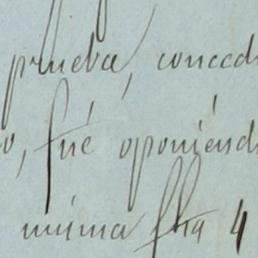 prueba, conced
o, fué oponiend
misma fha 4